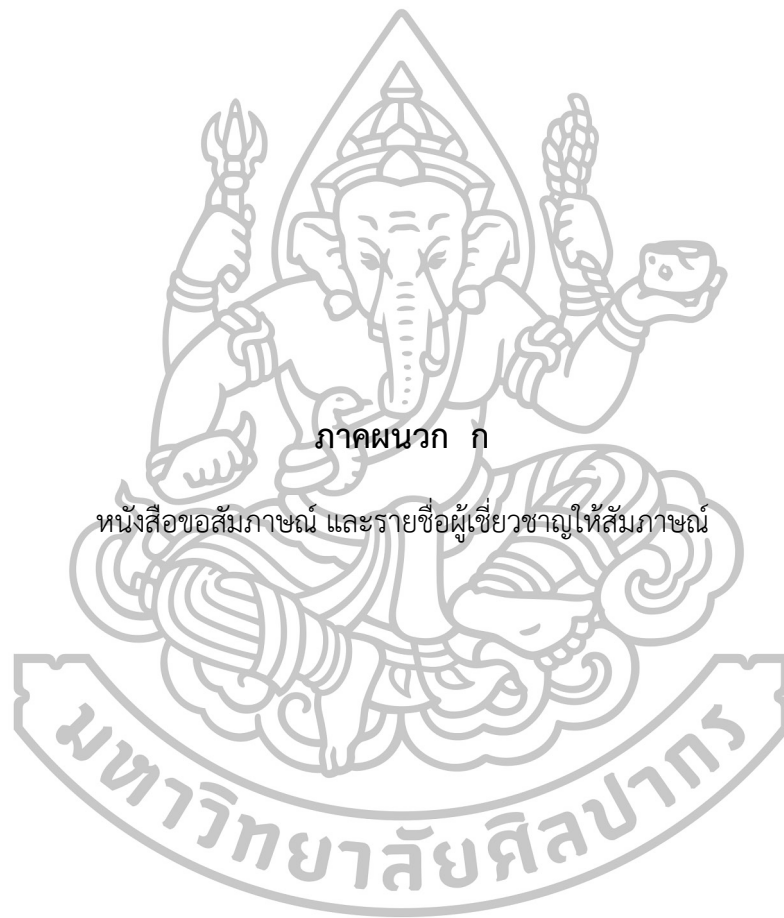 ภาคผนวก ก
หนังสือขอสัมภาษณ์ และรายชื่อผู้เชี่ยวชาญให้สัมภาษณ์
มหาวิทยาลัยศิลปากร